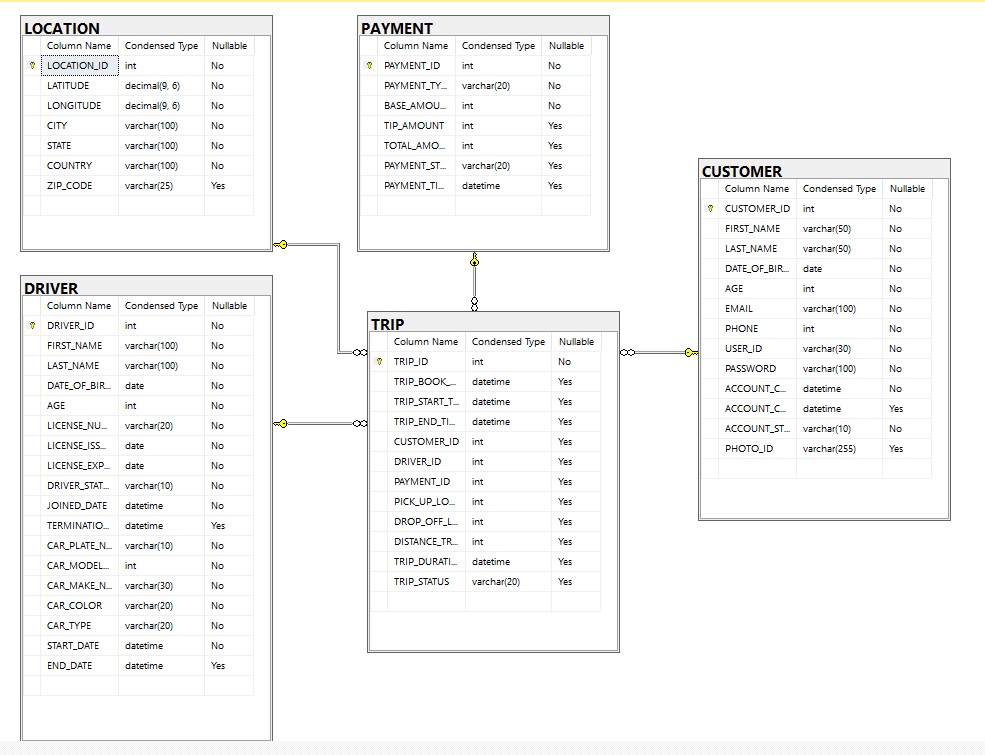 LOCATION
Column Name Condensed Type Nullable
LOCATION_ID int No
LATITUDE decimal(9, 6) No
LONGITUDE decimal(9, 6) No
CITY varchar(100) No
STATE varchar(100) No
COUNTRY varchar(100) No
ZIP_CODE varchar(25) Yes
PAYMENT
Column Name Condensed Type Nullable
PAYMENT_ID int No
PAYMENT_TY... varchar(20) No
BASE_AMOU... int No
TIP_AMOUNT int Yes
TOTAL_AMO... int Yes
PAYMENT_ST... varchar(20) Yes
PAYMENT_TI... datetime Yes
CUSTOMER
Column Name Condensed Type Nullable
CUSTOMER_ID int No
FIRST_NAME varchar(50) No
LAST_NAME varchar(50) No
DATE_OF_BIR... date No
AGE int No
EMAIL varchar(100) No
PHONE int No
USER_ID varchar(30) No
PASSWORD varchar(100) No
ACCOUNT_C... datetime No
ACCOUNT_C... datetime Yes
ACCOUNT_ST... varchar(10) No
PHOTO_ID varchar(255) Yes
DRIVER
Column Name Condensed Type Nullable
DRIVER_ID int No
FIRST_NAME varchar(100) No
LAST_NAME varchar(100) No
DATE_OF_BIR... date No
AGE int No
LICENSE_NU... varchar(20) No
LICENSE_ISS... date No
LICENSE_EXP... date No
DRIVER_STAT... varchar(10) No
JOINED_DATE datetime No
TERMINATIO... datetime Yes
CAR_PLATE_N... varchar(10) No
CAR_MODEL... int No
CAR_MAKE_N... varchar(30) No
CAR_COLOR varchar(20) No
CAR_TYPE varchar(20) No
START_DATE datetime No
END_DATE datetime Yes
TRIP
Column Name Condensed Type Nullable
TRIP_ID int No
TRIP_BOOK_... datetime Yes
TRIP_START_T... datetime Yes
TRIP_END_TI... datetime Yes
CUSTOMER_ID int Yes
DRIVER_ID int Yes
PAYMENT_ID int Yes
PICK_UP_LO... int Yes
DROP_OFF_L... int Yes
DISTANCE_TR... int Yes
TRIP_DURATI... datetime Yes
TRIP_STATUS varchar(20) Yes